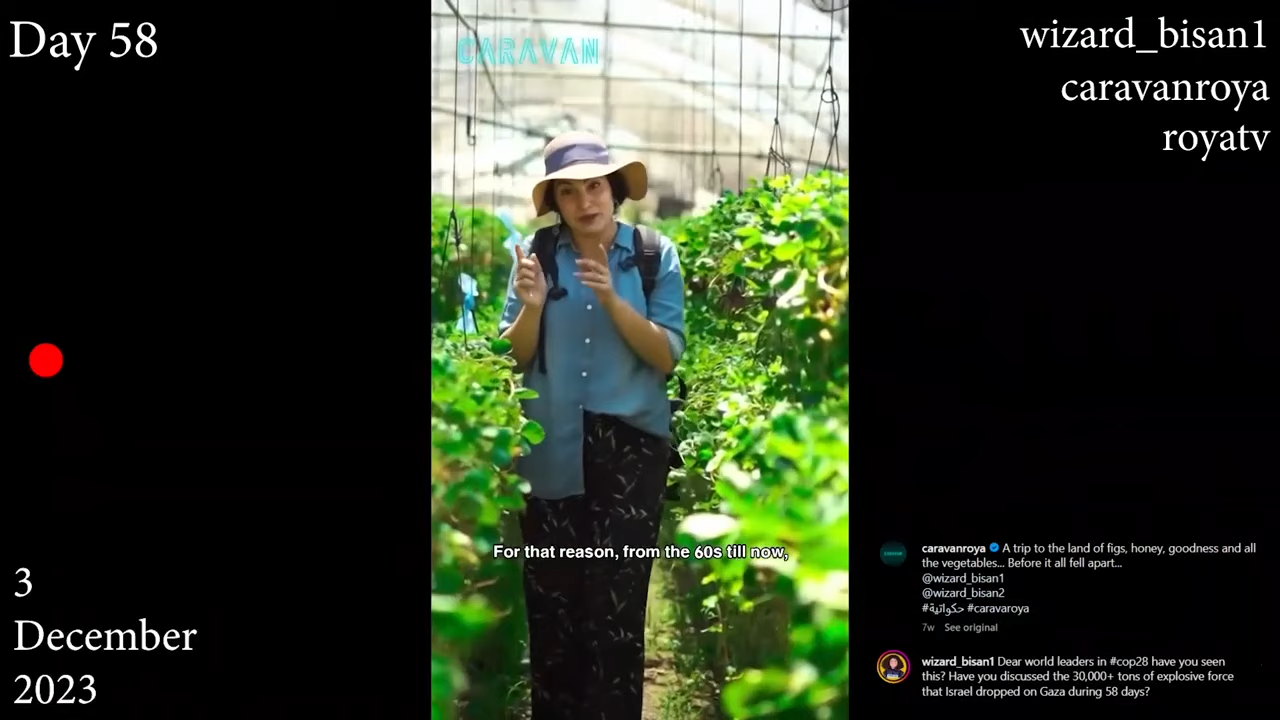 Day 58
wizard_bisan1
caravanroya
royatv
CARAVAN
For that reason, from the 60s till now,
3
December
2023
caravanroya A trip to the land of figs, honey, goodness and all
the vegetables... Before it all fell apart...
@wizard_bisan1
@wizard_bisan2
#حكواتية #caravaroya
7w See original
wizard_bisan1 Dear world leaders in #cop28 have you seen
this? Have you discussed the 30,000+ tons of explosive force
that Israel dropped on Gaza during 58 days?